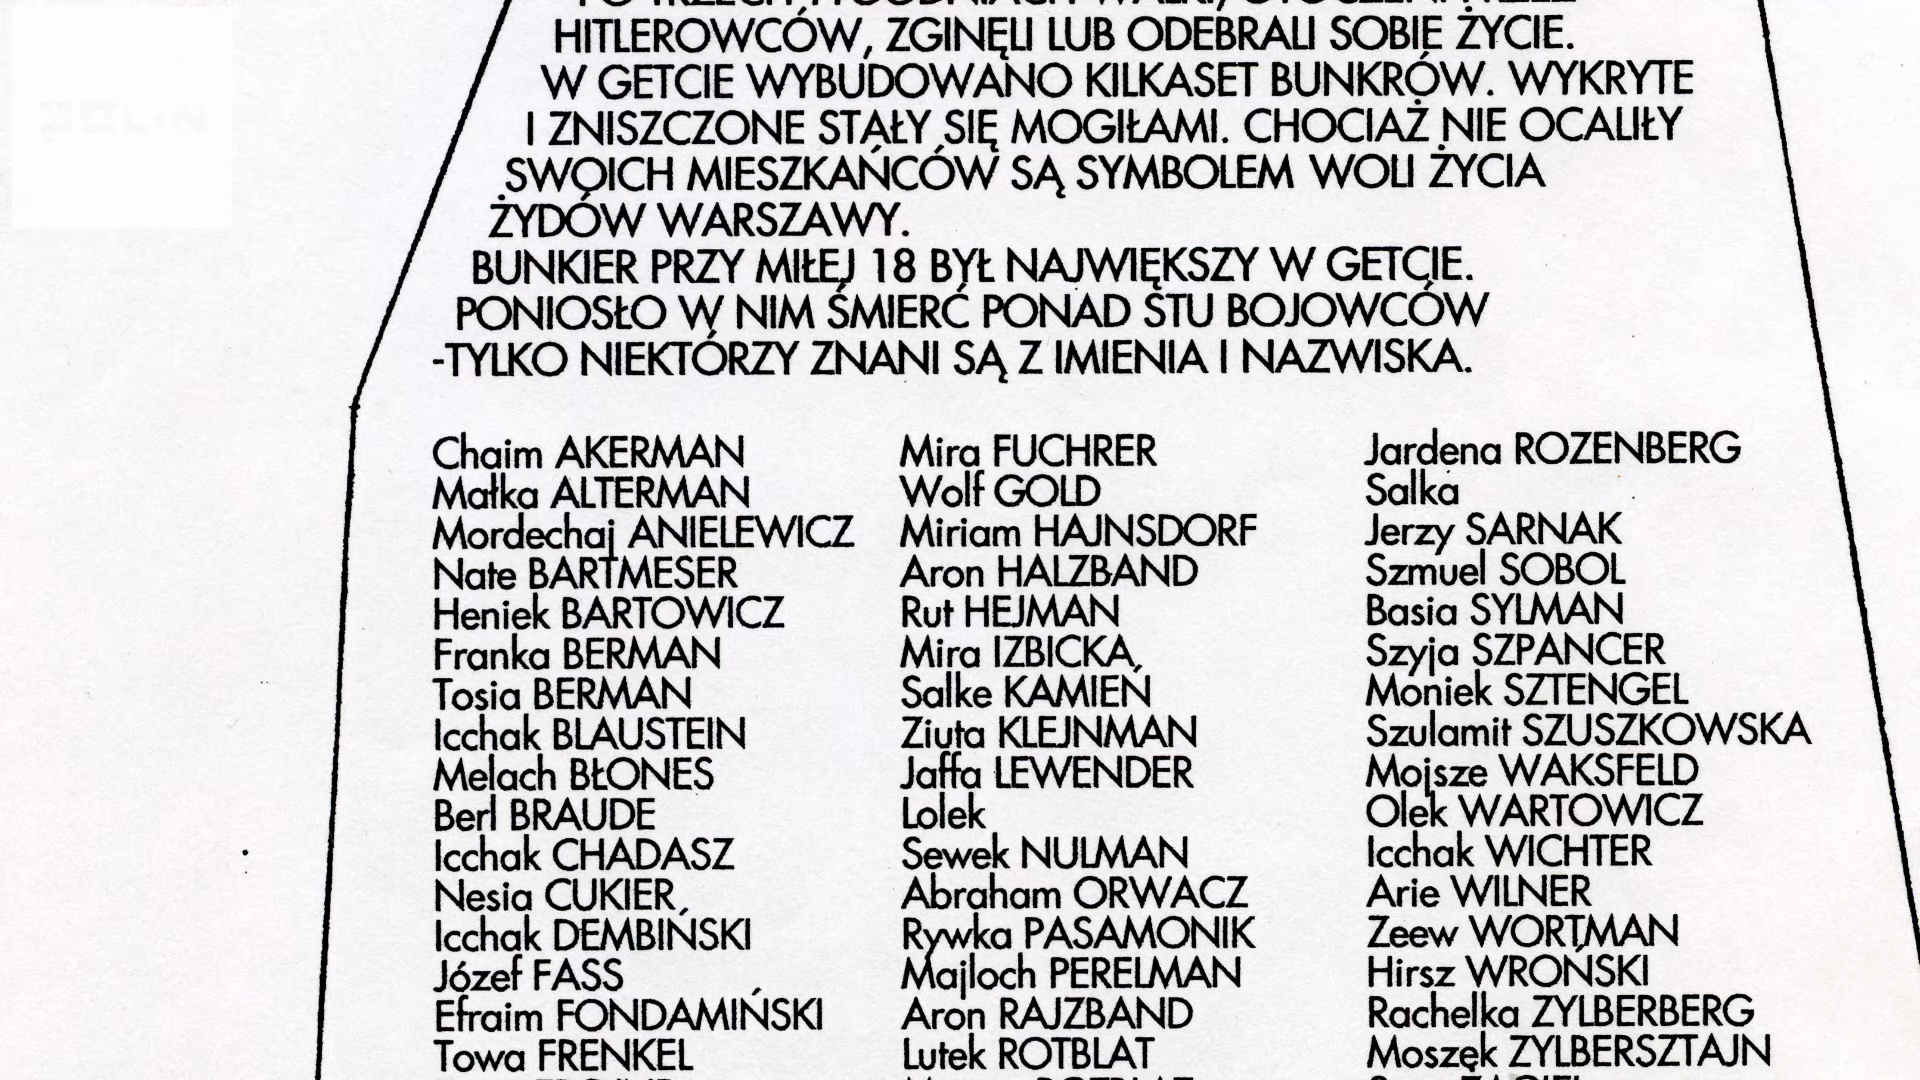 HITLEROWCÓW, ZGINĘLI LUB ODEBRALI SOBIE ŻYCIE.
W GETCIE WYBUDOWANO KILKASET BUNKRÓW. WYKRYTE
I ZNISZCZONE STAŁY SIĘ MOGIŁAMI. CHOCIAŻ NIE OCALIŁY
SWOICH MIESZKAŃCÓW SĄ SYMBOLEM WOLI ŻYCIA
ŻYDÓW WARSZAWY.
BUNKIER PRZY MIŁEJ 18 BYŁ NAJWIĘKSZY W GETCIE.
PONIOSŁO W NIM ŚMIERĆ PONAD STU BOJOWCÓW
-TYLKO NIEKTÓRZY ZNANI SĄ Z IMIENIA I NAZWISKA.
Chaim AKERMAN
Małka ALTERMAN
Mordechaj ANIELEWICZ
Nate BARTMESER
Heniek BARTOWICZ
Franka BERMAN
Tosia BERMAN
Icchak BLAUSTEIN
Melach BŁONES
Berl BRAUDE
Icchak CHADASZ
Nesia CUKIER
Icchak DEMBIŃSKI
Józef FASS
Efraim FONDAMIŃSKI
Towa FRENKEL
Mira FUCHRER
Wolf GOLD
Miriam HAJNSDORF
Aron HALZBAND
Rut HEJMAN
Mira IZBICKA
Salke KAMIEŃ
Ziuta KLEJNMAN
Jaffa LEWENDER
Lolek
Sewek NULMAN
Abraham ORWACZ
Rywka PASAMONIK
Majloch PERELMAN
Aron RAJZBAND
Lutek ROTBLAT
Jardena ROZENBERG
Salka
Jerzy SARNAK
Szmuel SOBOL
Basia SYLMAN
Szyja SZPANCER
Moniek SZTENGEL
Szulamit SZUSZKOWSKA
Mojsze WAKSFELD
Olek WARTOWICZ
Icchak WICHTER
Arie WILNER
Zeew WORTMAN
Hirsz WROŃSKI
Rachelka ZYLBERBERG
Moszek ZYLBERSZTAJN